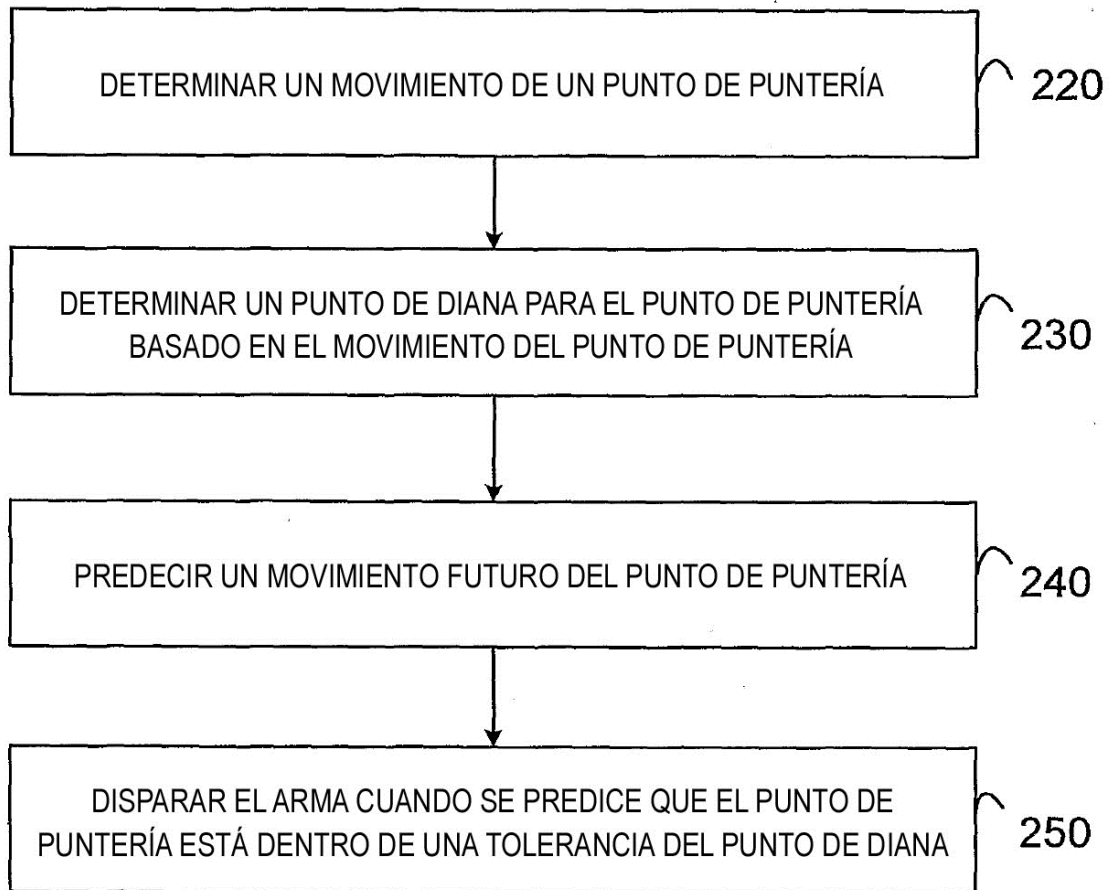 DETERMINAR UN MOVIMIENTO DE UN PUNTO DE PUNTERÍA
220
DETERMINAR UN PUNTO DE DIANA PARA EL PUNTO DE PUNTERÍA
BASADO EN EL MOVIMIENTO DEL PUNTO DE PUNTERÍA
230
PREDECIR UN MOVIMIENTO FUTURO DEL PUNTO DE PUNTERÍA
240
DISPARAR EL ARMA CUANDO SE PREDICE QUE EL PUNTO DE
PUNTERÍA ESTÁ DENTRO DE UNA TOLERANCIA DEL PUNTO DE DIANA
250